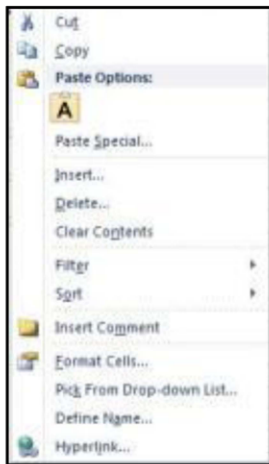 Cut
Copy
Paste Options:
A
Paste Special...
Insert...
Delete...
Clear Contents
Filter
Sort
Insert Comment
Format Cells...
Pick From Drop-down List...
Define Name...
Hyperlink...